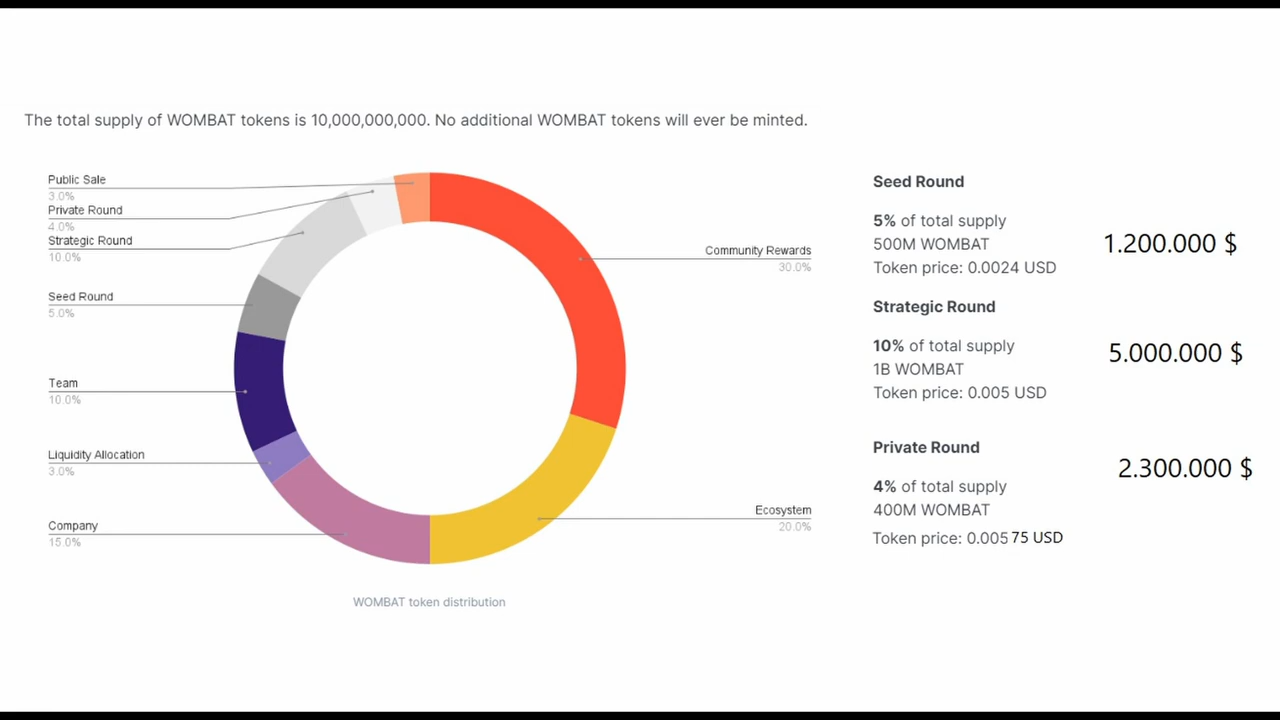 The total supply of WOMBAT tokens is 10,000,000,000. No additional WOMBAT tokens will ever be minted.
Public Sale
3.0%
Private Round
4.0%
Strategic Round
10.0%
Seed Round
5.0%
Team
10.0%
Liquidity Allocation
3.0%
Company
15.0%
Community Rewards
30.0%
Ecosystem
20.0%
WOMBAT token distribution
Seed Round
5% of total supply
500M WOMBAT
Token price: 0.0024 USD
1.200.000 $
Strategic Round
10% of total supply
1B WOMBAT
Token price: 0.005 USD
5.000.000 $
Private Round
4% of total supply
400M WOMBAT
Token price: 0.00575 USD
2.300.000 $